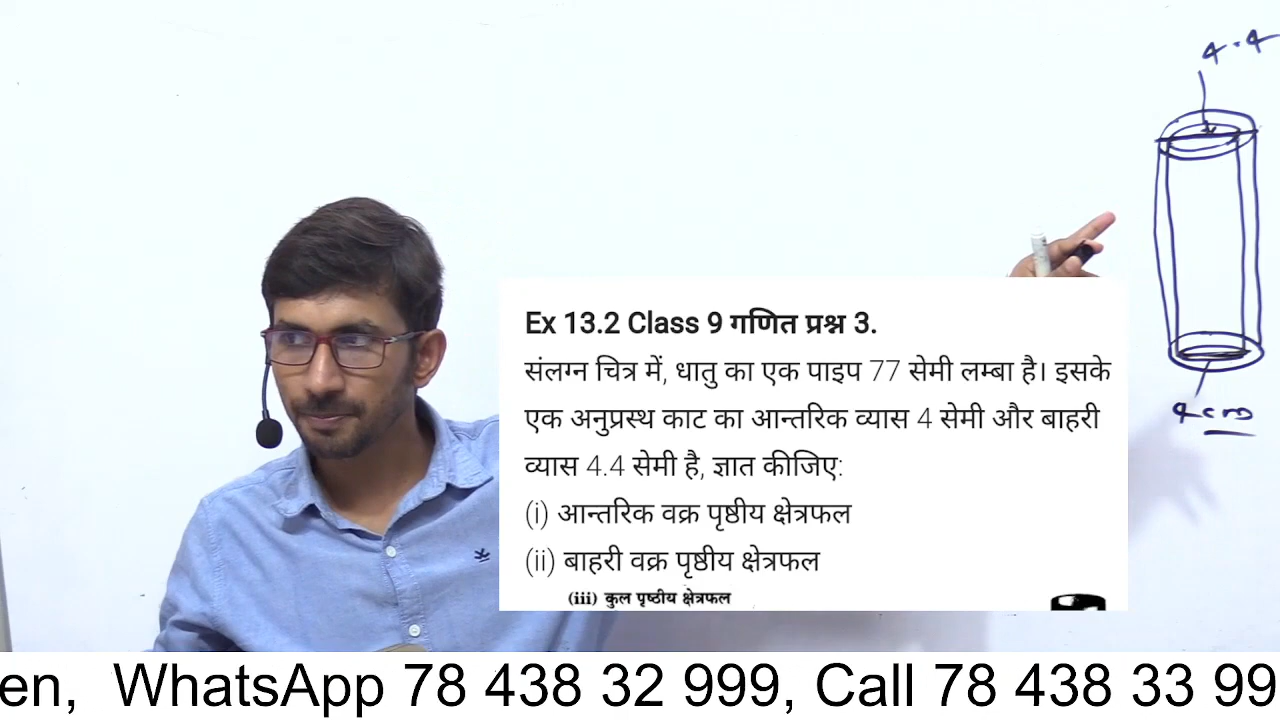 4.4
Ex 13.2 Class 9 गणित प्रश्न 3.
संलग्न चित्र में, धातु का एक पाइप 77 सेमी लम्बा है। इसके
एक अनुप्रस्थ काट का आन्तरिक व्यास 4 सेमी और बाहरी
व्यास 4.4 सेमी है, ज्ञात कीजिए:
(i) आन्तरिक वक्र पृष्ठीय क्षेत्रफल
(ii) बाहरी वक्र पृष्ठीय क्षेत्रफल
(iii) कुल पृष्ठीय क्षेत्रफल
4cm
en, WhatsApp 78 438 32 999, Call 78 438 33 99